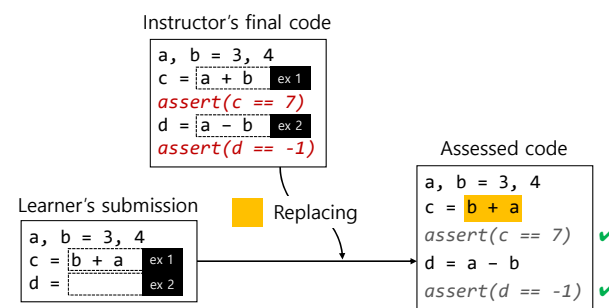 Instructor's final code
a, b = 3, 4
c = a + b ex 1
assert(c == 7)
d = a – b ex 2
assert(d == -1)
Learner's submission
a, b = 3, 4
c = b + a ex 1
d = ex 2
Replacing
Assessed code
a, b = 3, 4
c = b + a
assert(c == 7) ✔
d = a – b
assert(d == -1) ✔